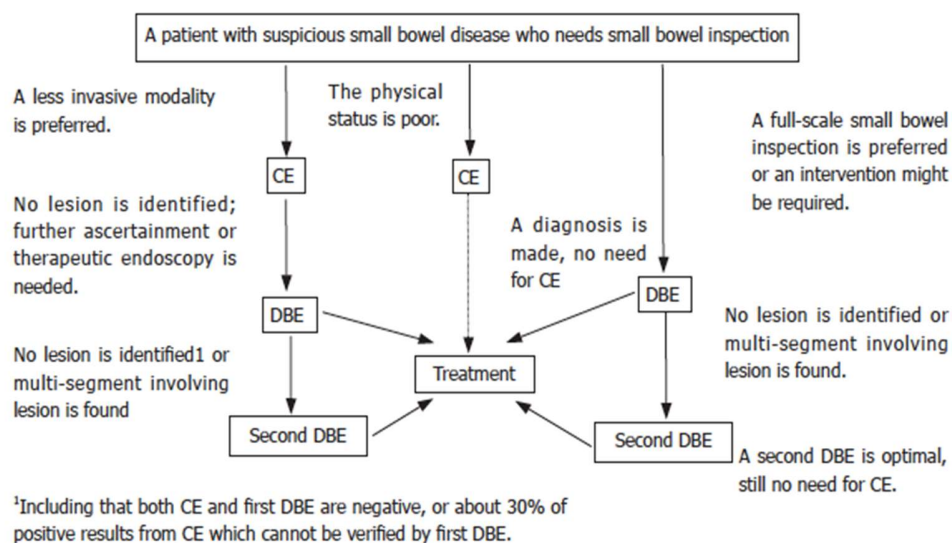 A patient with suspicious small bowel disease who needs small bowel inspection
A less invasive modality
is preferred.
The physical
status is poor.
A full-scale small bowel
inspection is preferred
or an intervention might
be required.
CE
CE
No lesion is identified;
further ascertainment or
therapeutic endoscopy is
needed.
A diagnosis is
made, no need
for CE
DBE
DBE
No lesion is identified1 or
multi-segment involving
lesion is found
No lesion is identified or
multi-segment involving
lesion is found.
Treatment
Second DBE
Second DBE
A second DBE is optimal,
still no need for CE.
¹Including that both CE and first DBE are negative, or about 30% of
positive results from CE which cannot be verified by first DBE.